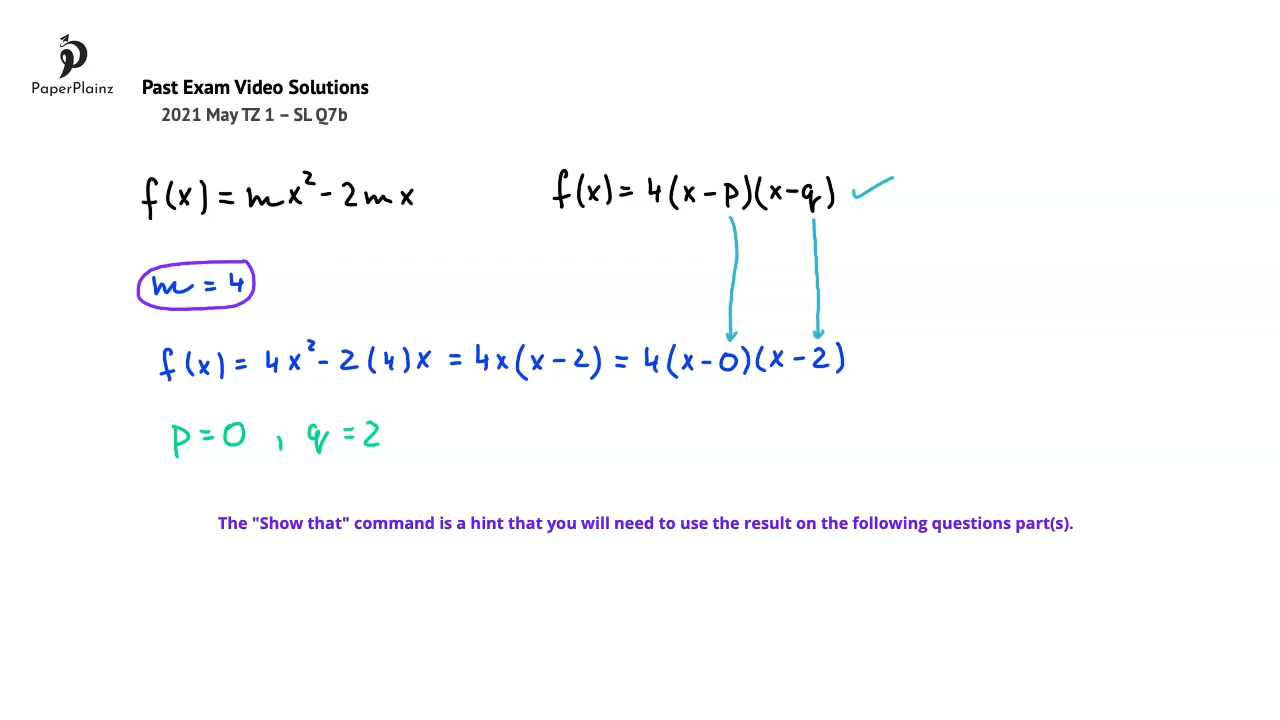 PaperPlainz
Past Exam Video Solutions
2021 May TZ 1 – SL Q7b
f(x) = mx² - 2mx
f(x) = 4(x - p)(x - q)
m = 4
f(x) = 4x² - 2(4)x = 4x(x - 2) = 4(x - 0)(x - 2)
p = 0 , q = 2
The "Show that" command is a hint that you will need to use the result on the following questions part(s).